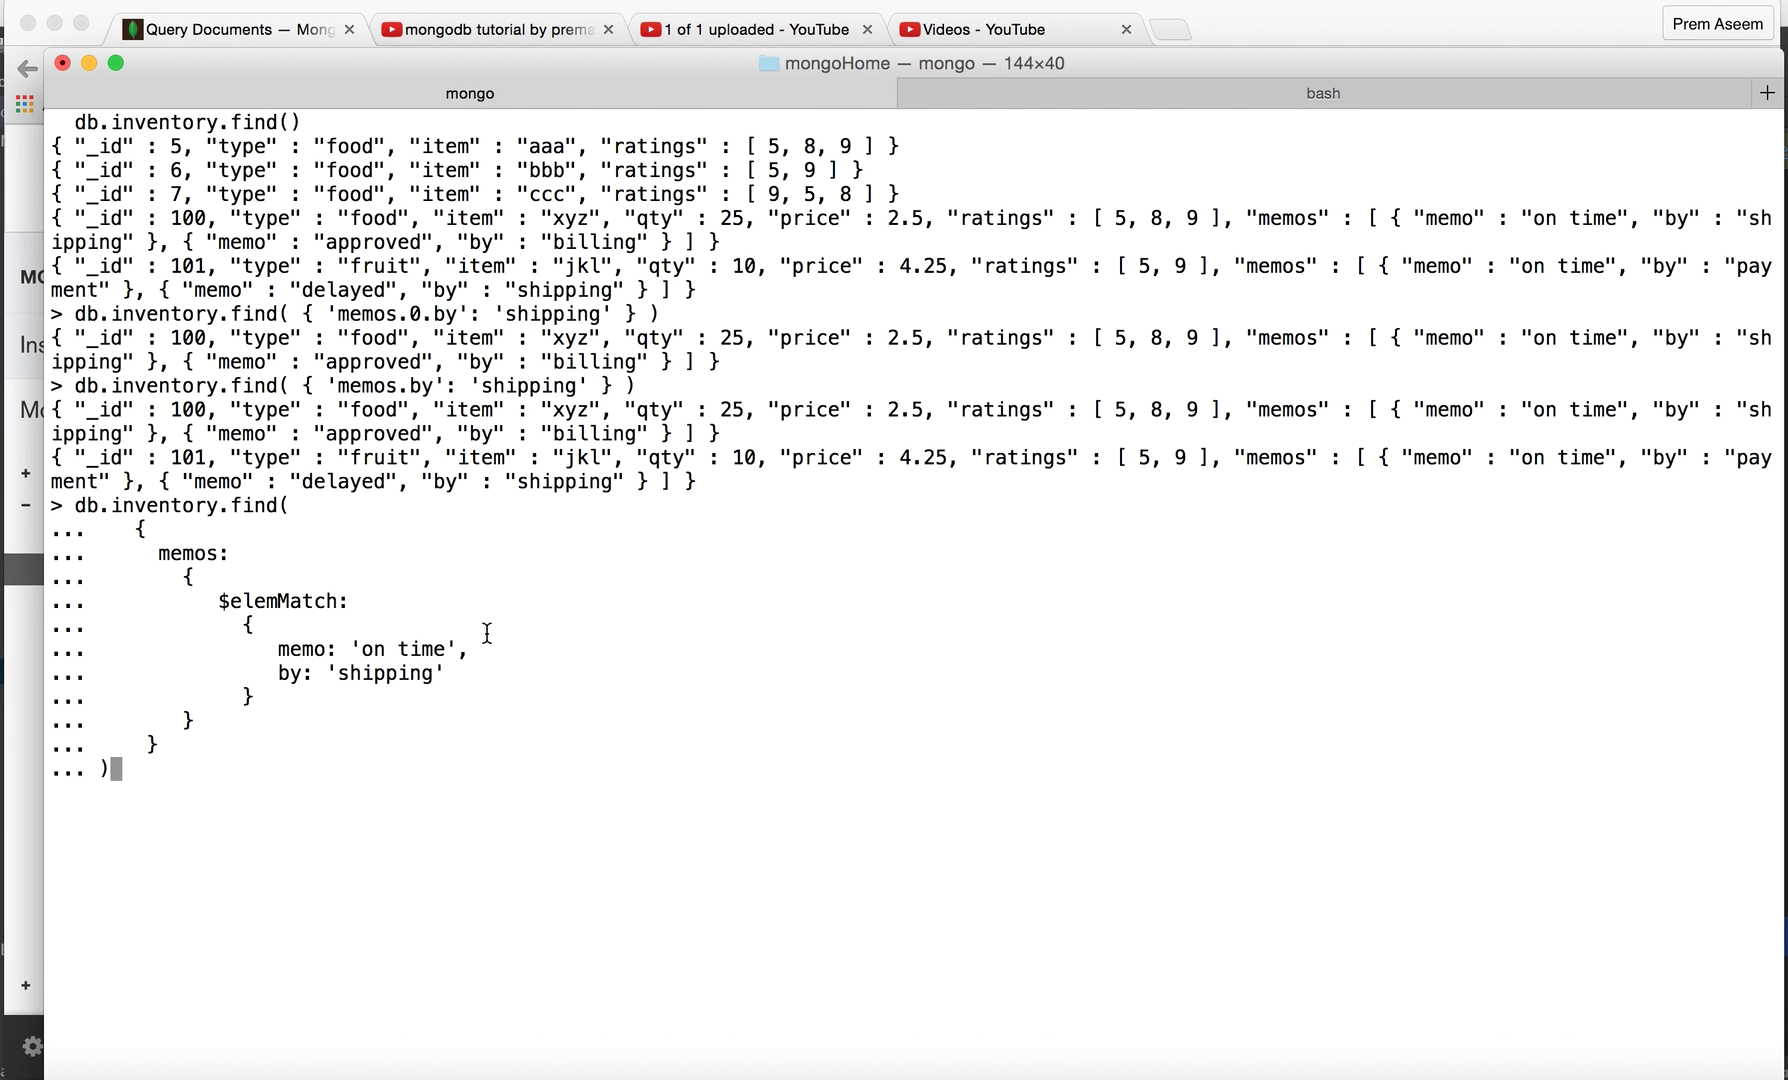 Query Documents — Mong
mongodb tutorial by prema
1 of 1 uploaded - YouTube
Videos - YouTube
Prem Aseem
mongoHome — mongo — 144×40
mongo
bash
db.inventory.find()
{ "_id" : 5, "type" : "food", "item" : "aaa", "ratings" : [ 5, 8, 9 ] }
{ "_id" : 6, "type" : "food", "item" : "bbb", "ratings" : [ 5, 9 ] }
{ "_id" : 7, "type" : "food", "item" : "ccc", "ratings" : [ 9, 5, 8 ] }
{ "_id" : 100, "type" : "food", "item" : "xyz", "qty" : 25, "price" : 2.5, "ratings" : [ 5, 8, 9 ], "memos" : [ { "memo" : "on time", "by" : "sh
ipping" }, { "memo" : "approved", "by" : "billing" } ] }
{ "_id" : 101, "type" : "fruit", "item" : "jkl", "qty" : 10, "price" : 4.25, "ratings" : [ 5, 9 ], "memos" : [ { "memo" : "on time", "by" : "pay
ment" }, { "memo" : "delayed", "by" : "shipping" } ] }
> db.inventory.find( { 'memos.0.by': 'shipping' } )
{ "_id" : 100, "type" : "food", "item" : "xyz", "qty" : 25, "price" : 2.5, "ratings" : [ 5, 8, 9 ], "memos" : [ { "memo" : "on time", "by" : "sh
ipping" }, { "memo" : "approved", "by" : "billing" } ] }
> db.inventory.find( { 'memos.by': 'shipping' } )
{ "_id" : 100, "type" : "food", "item" : "xyz", "qty" : 25, "price" : 2.5, "ratings" : [ 5, 8, 9 ], "memos" : [ { "memo" : "on time", "by" : "sh
ipping" }, { "memo" : "approved", "by" : "billing" } ] }
{ "_id" : 101, "type" : "fruit", "item" : "jkl", "qty" : 10, "price" : 4.25, "ratings" : [ 5, 9 ], "memos" : [ { "memo" : "on time", "by" : "pay
ment" }, { "memo" : "delayed", "by" : "shipping" } ] }
> db.inventory.find(
... {
... memos:
... {
... $elemMatch:
... {
... memo: 'on time',
... by: 'shipping'
... }
... }
... }
... )
Ins